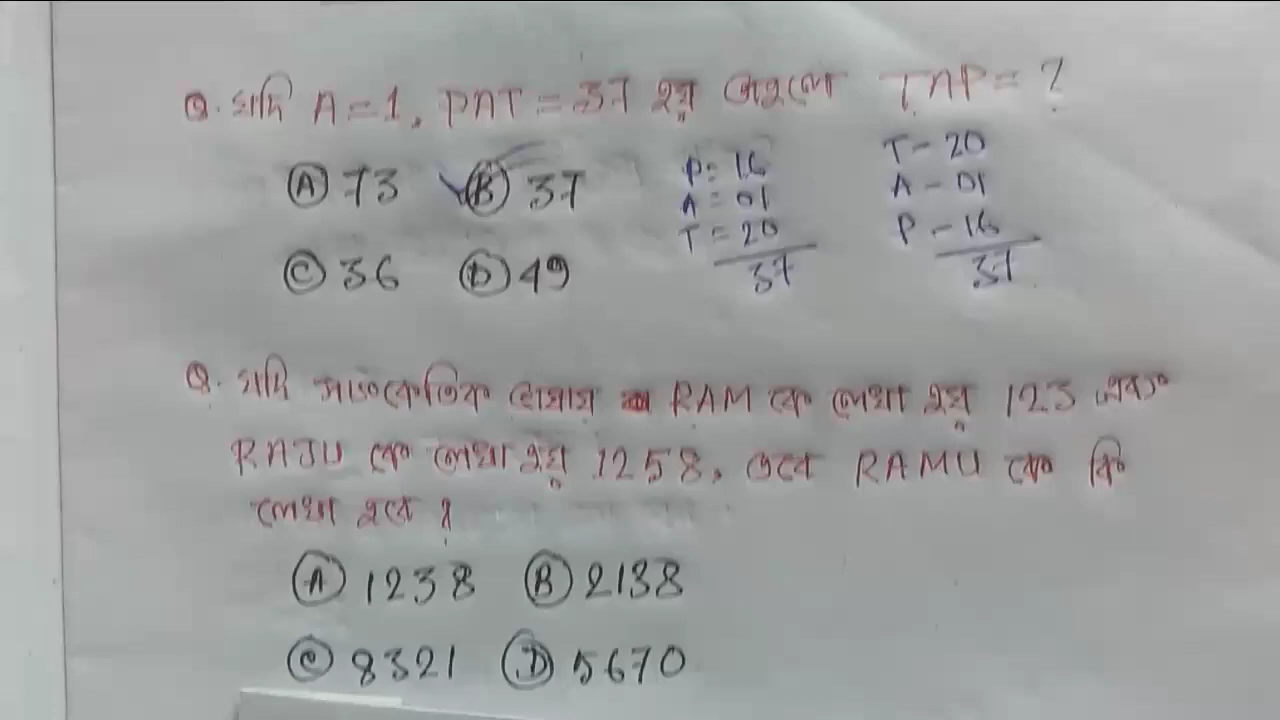 Q. যদি A = 1, PAT = 37 হয় তাহলে TAP = ?
Ⓐ 73 Ⓑ 37
Ⓒ 36 Ⓓ 49
P = 16
A = 01
T = 20
37
T - 20
A - 01
P - 16
37
Q. যদি সাংকেতিক ভাষায় RAM কে লেখা হয় 123 এবং
RAJU কে লেখা হয় 1258, তবে RAMU কে কি
লেখা হবে ?
Ⓐ 1238 Ⓑ 2138
Ⓒ 8321 Ⓓ 5670